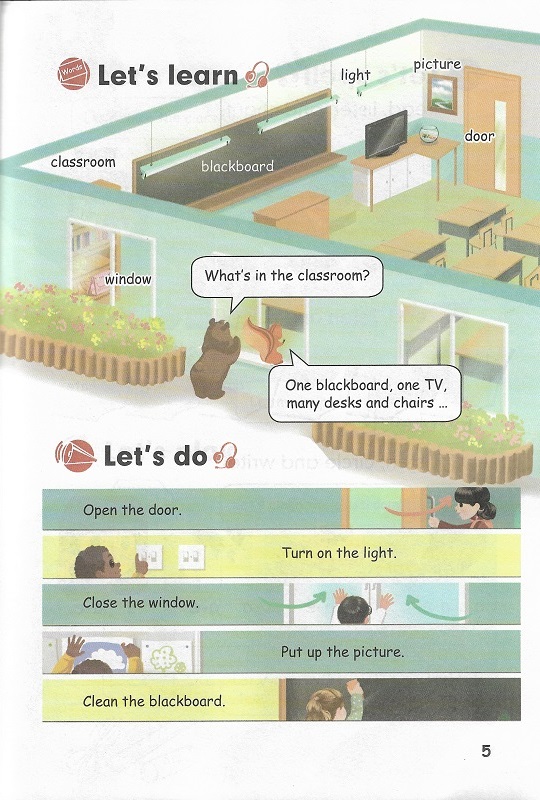 Words
Let's learn
light
picture
door
classroom
blackboard
window
What's in the classroom?
One blackboard, one TV,
many desks and chairs ...
Let's do
Open the door.
Turn on the light.
Close the window.
Put up the picture.
Clean the blackboard.
5